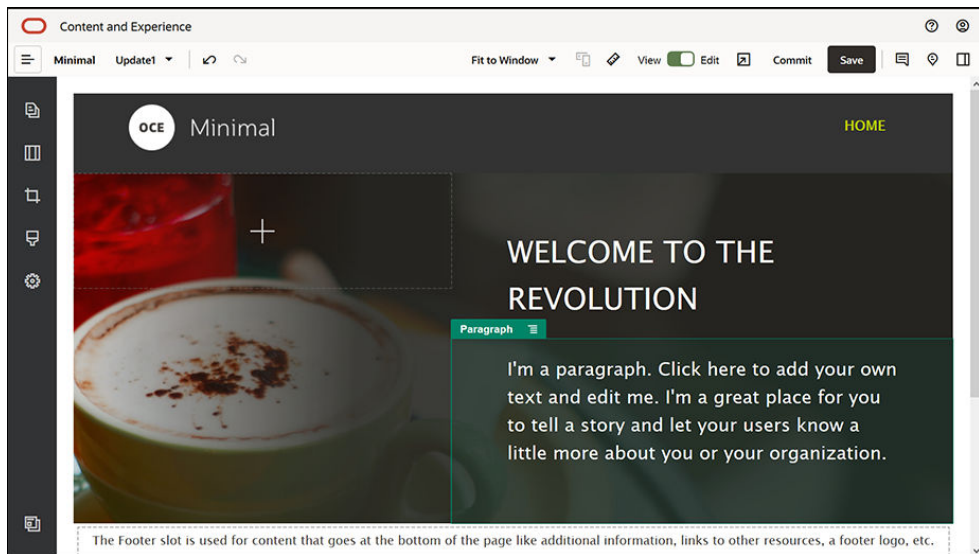 Content and Experience
Minimal Update1 Fit to Window View Edit Commit Save
OCE Minimal HOME
WELCOME TO THE
REVOLUTION
Paragraph
I'm a paragraph. Click here to add your own
text and edit me. I'm a great place for you
to tell a story and let your users know a
little more about you or your organization.
The Footer slot is used for content that goes at the bottom of the page like additional information, links to other resources, a footer logo, etc.